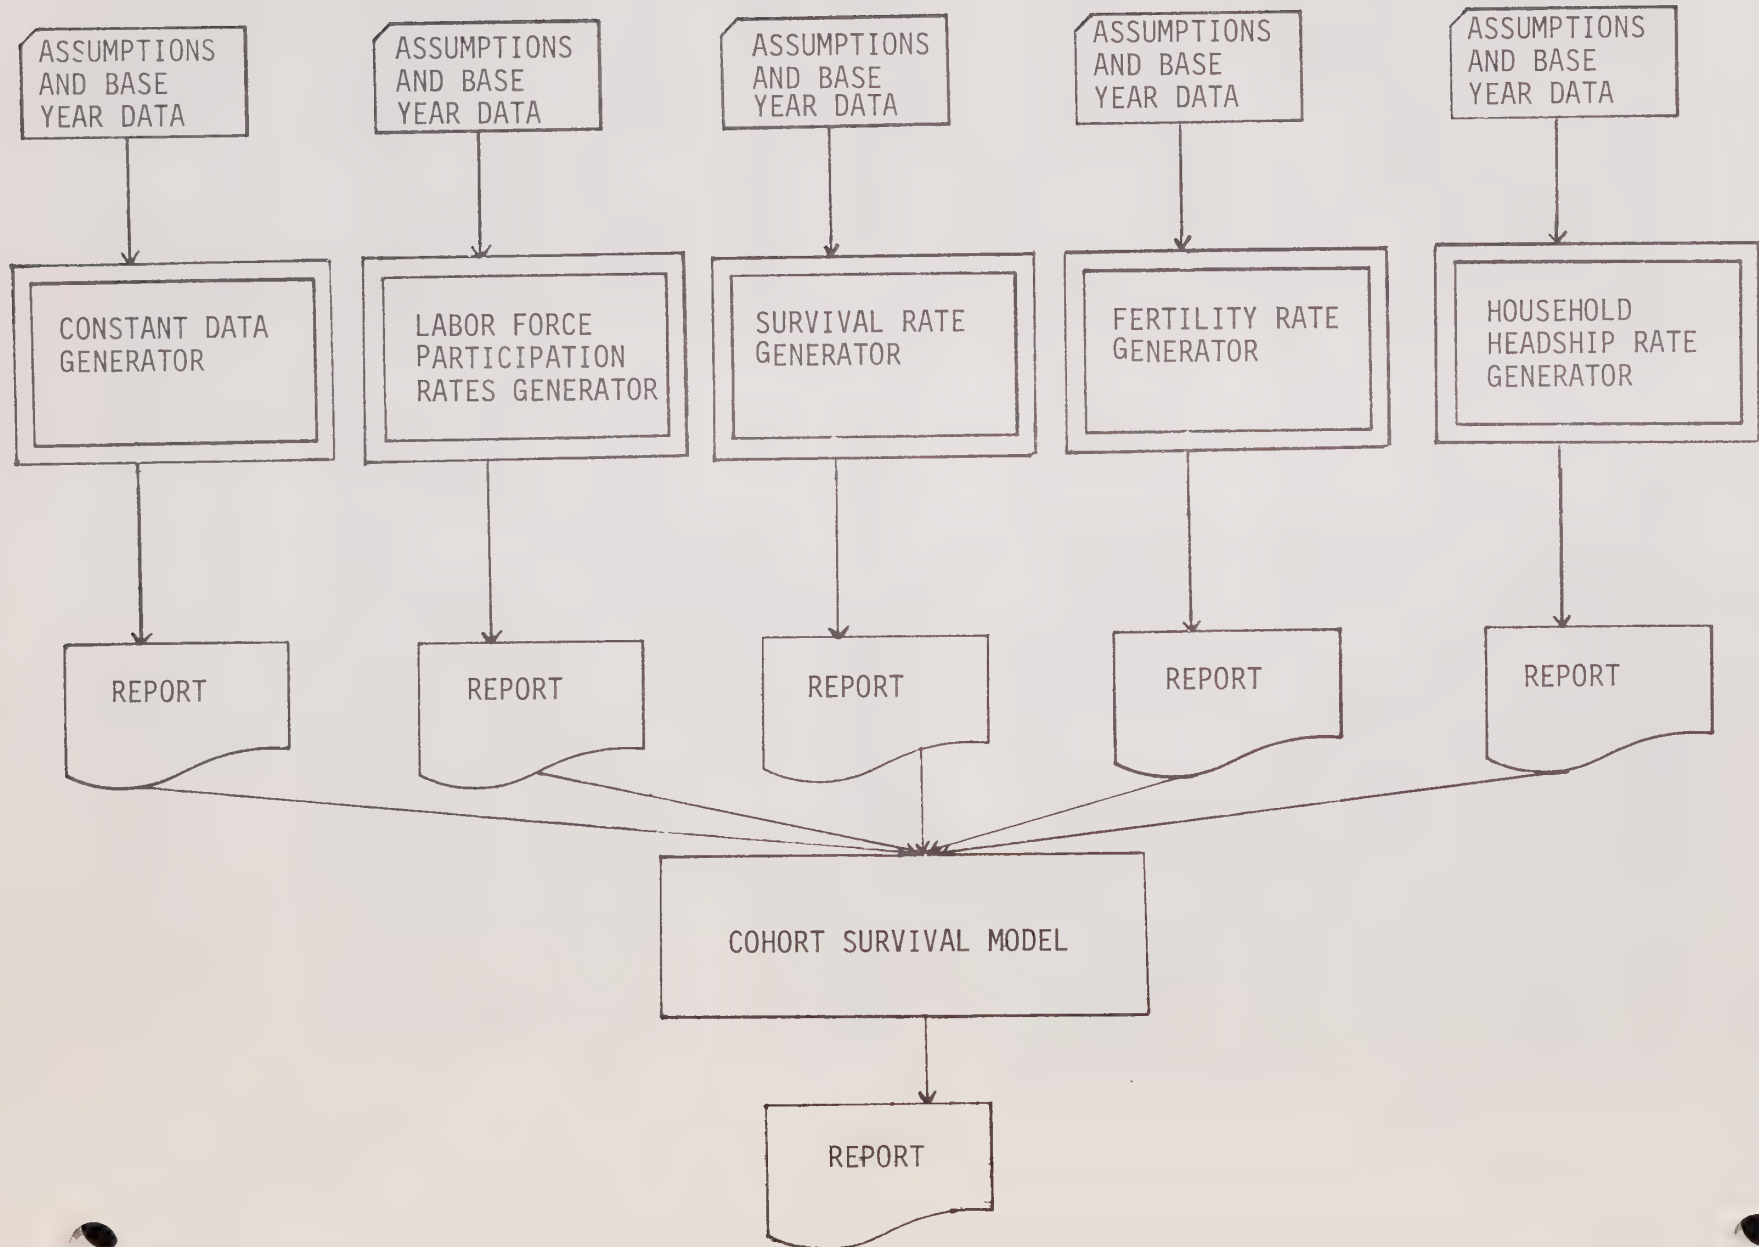 ASSUMPTIONS
AND BASE
YEAR DATA
ASSUMPTIONS
AND BASE
YEAR DATA
ASSUMPTIONS
AND BASE
YEAR DATA
ASSUMPTIONS
AND BASE
YEAR DATA
ASSUMPTIONS
AND BASE
YEAR DATA
CONSTANT DATA
GENERATOR
LABOR FORCE
PARTICIPATION
RATES GENERATOR
SURVIVAL RATE
GENERATOR
FERTILITY RATE
GENERATOR
HOUSEHOLD
HEADSHIP RATE
GENERATOR
REPORT
REPORT
REPORT
REPORT
REPORT
COHORT SURVIVAL MODEL
REPORT